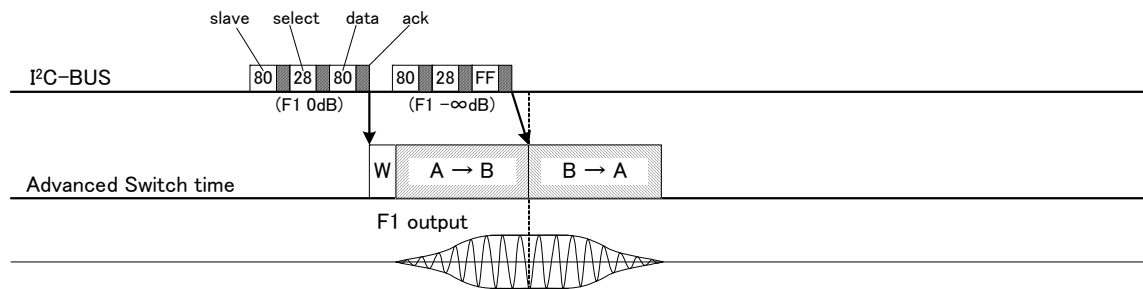 slave select data ack
I²C-BUS 80 28 80 80 28 FF
(F1 0dB) (F1 −∞dB)
W A → B B → A
Advanced Switch time
F1 output